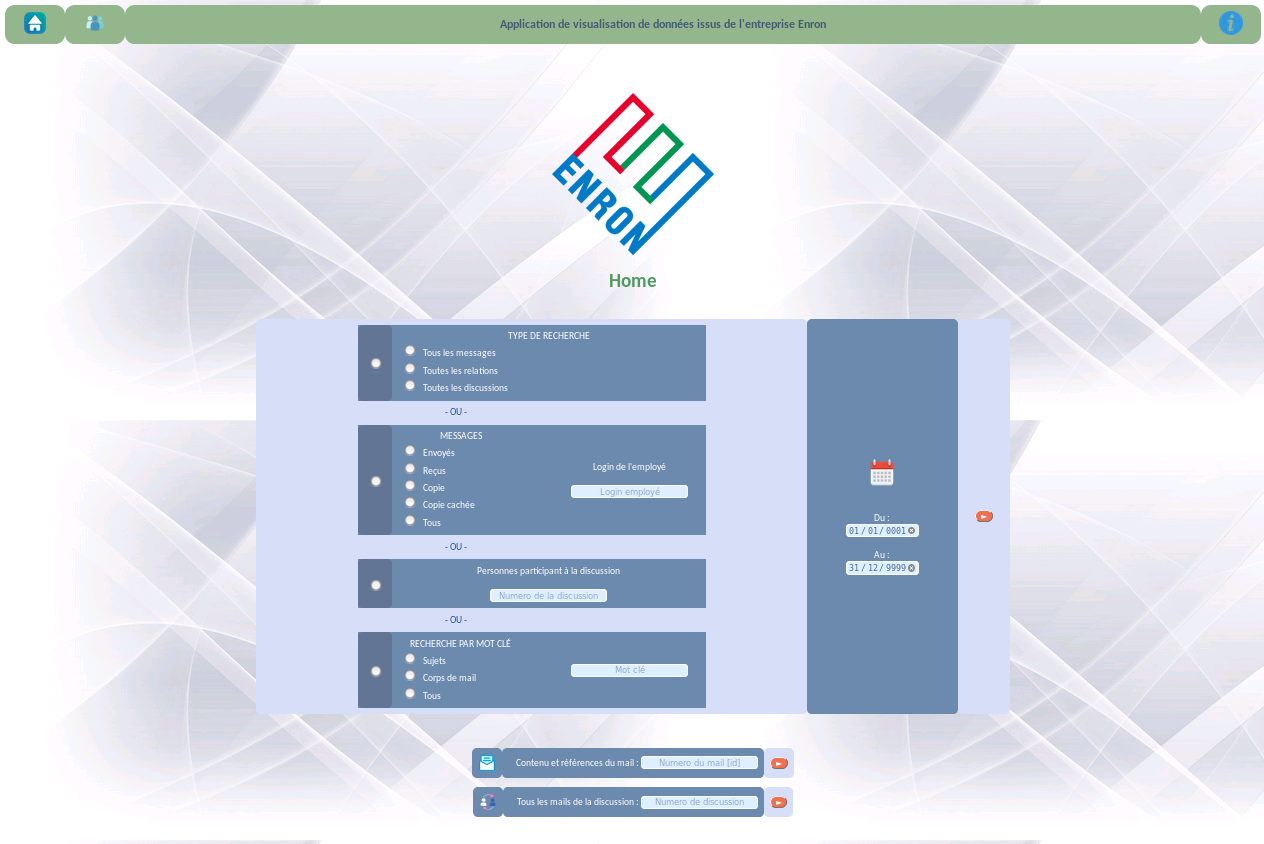 Application de visualisation de données issus de l'entreprise Enron
ENRON
Home
TYPE DE RECHERCHE
Tous les messages
Toutes les relations
Toutes les discussions
- OU -
MESSAGES
Envoyés
Reçus
Copie
Copie cachée
Tous
Login de l'employé
Login employé
- OU -
Personnes participant à la discussion
Numero de la discussion
- OU -
RECHERCHE PAR MOT CLÉ
Sujets
Corps de mail
Tous
Mot clé
Du :
01 / 01 / 0001
Au :
31 / 12 / 9999
Contenu et références du mail : Numero du mail [id]
Tous les mails de la discussion : Numero de discussion